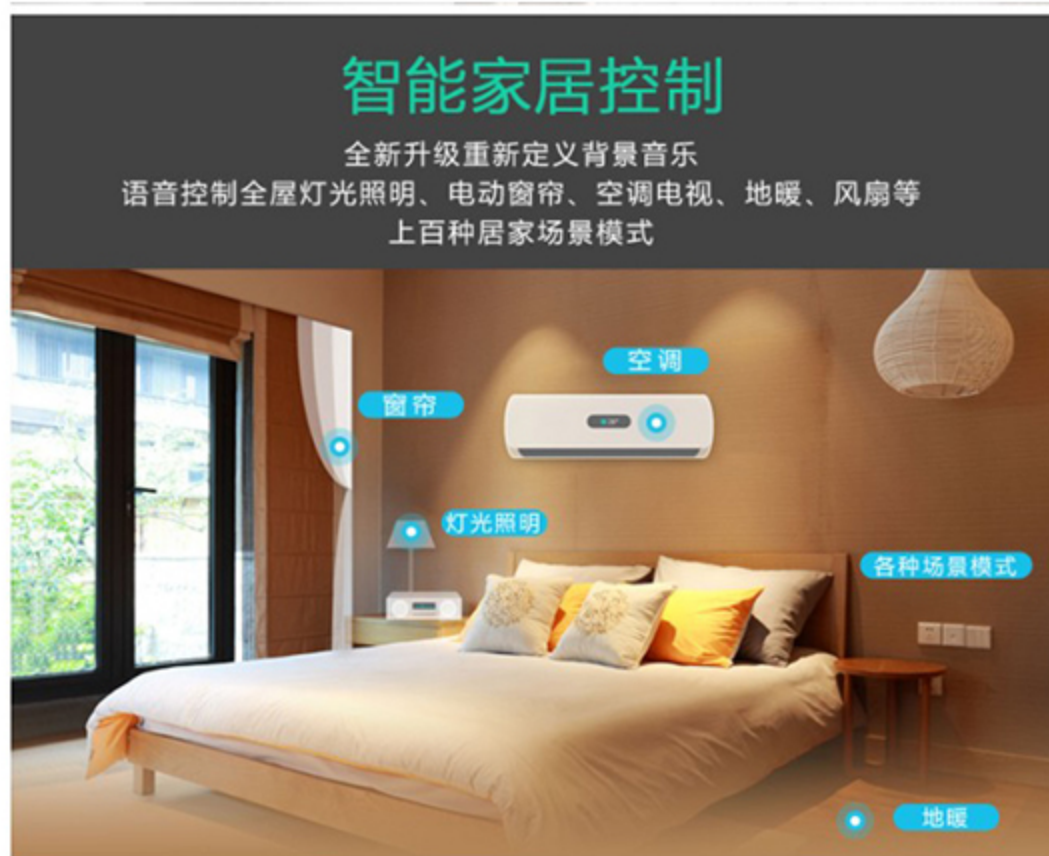 智能家居控制
全新升级重新定义背景音乐
语音控制全屋灯光照明、电动窗帘、空调电视、地暖、风扇等
上百种居家场景模式
空调
窗帘
灯光照明
各种场景模式
地暖